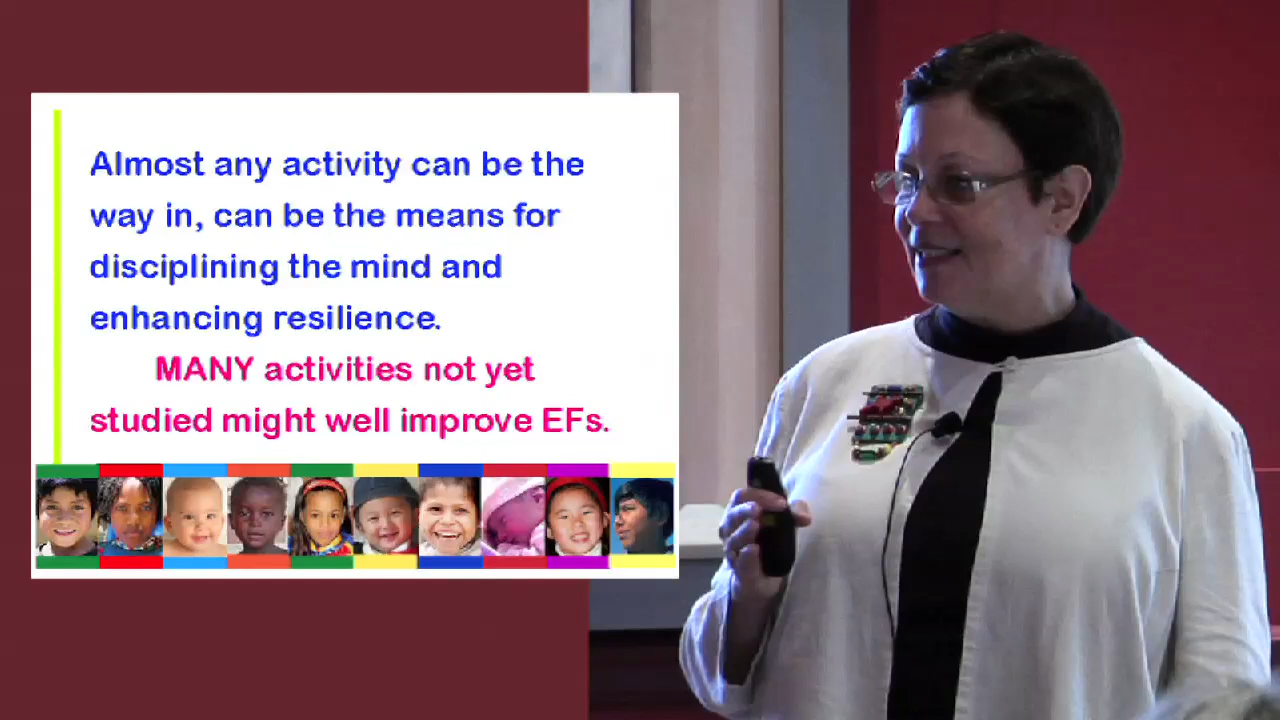 Almost any activity can be the
way in, can be the means for
disciplining the mind and
enhancing resilience.
MANY activities not yet
studied might well improve EFs.